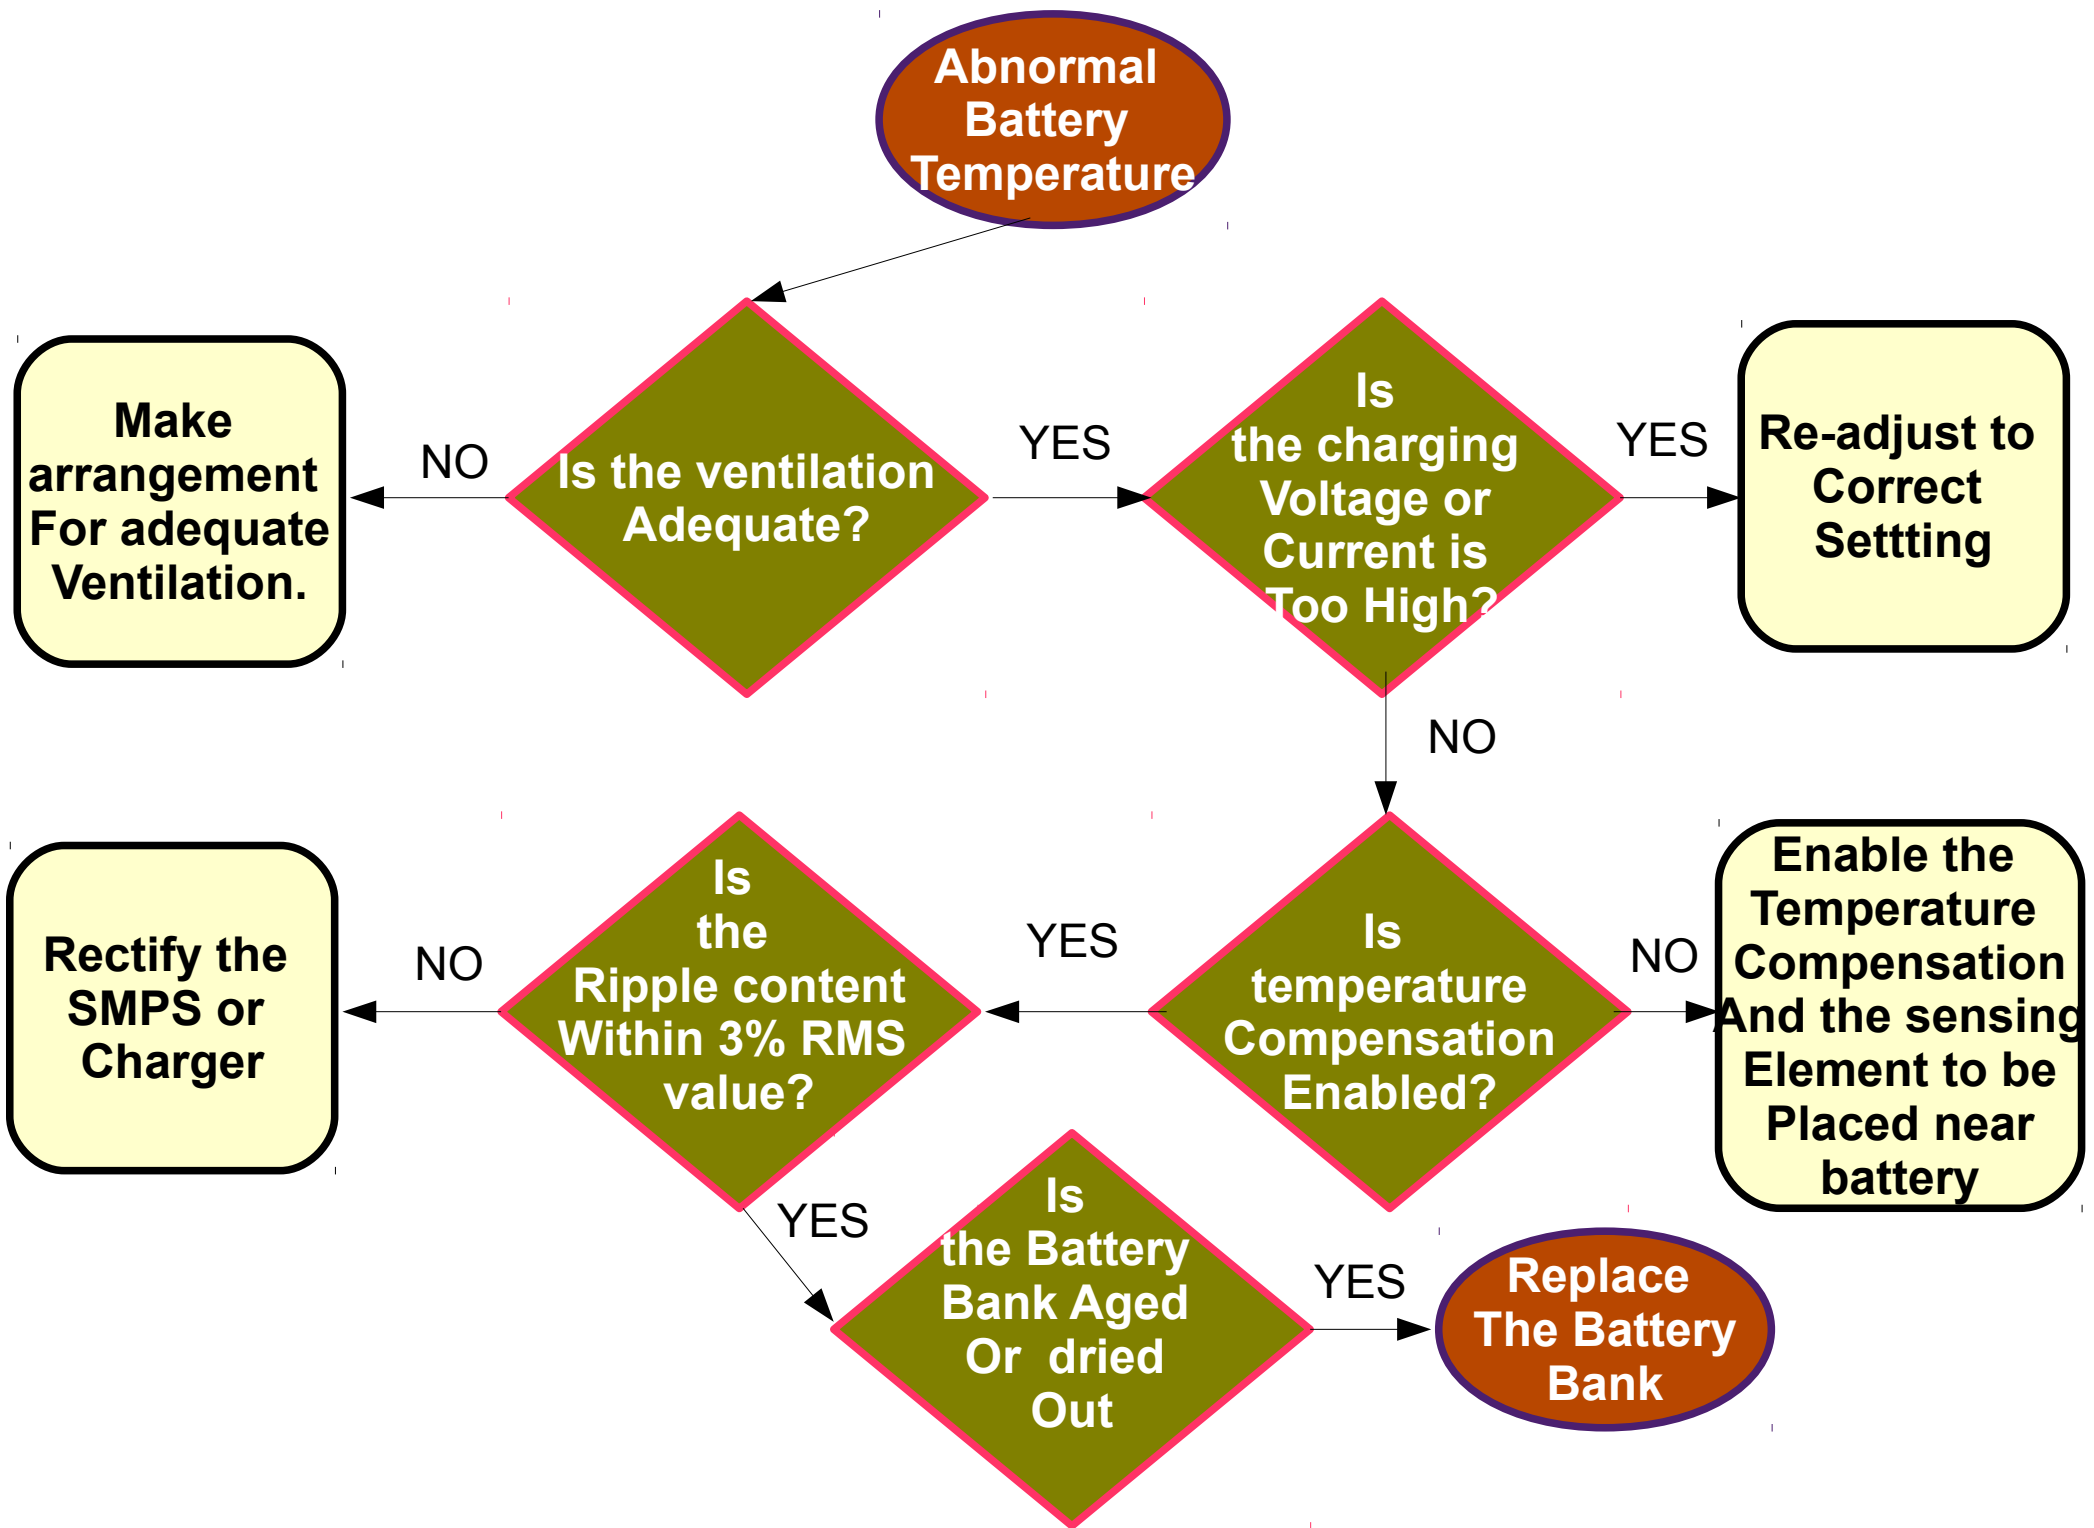 Abnormal
Battery
Temperature
Make
arrangement
For adequate
Ventilation.
NO
Is the ventilation
Adequate?
YES
Is
the charging
Voltage or
Current is
Too High?
YES
Re-adjust to
Correct
Settting
NO
Rectify the
SMPS or
Charger
NO
Is
the
Ripple content
Within 3% RMS
value?
YES
Is
temperature
Compensation
Enabled?
NO
Enable the
Temperature
Compensation
And the sensing
Element to be
Placed near
battery
YES
Is
the Battery
Bank Aged
Or  dried
Out
YES
Replace
The Battery
Bank